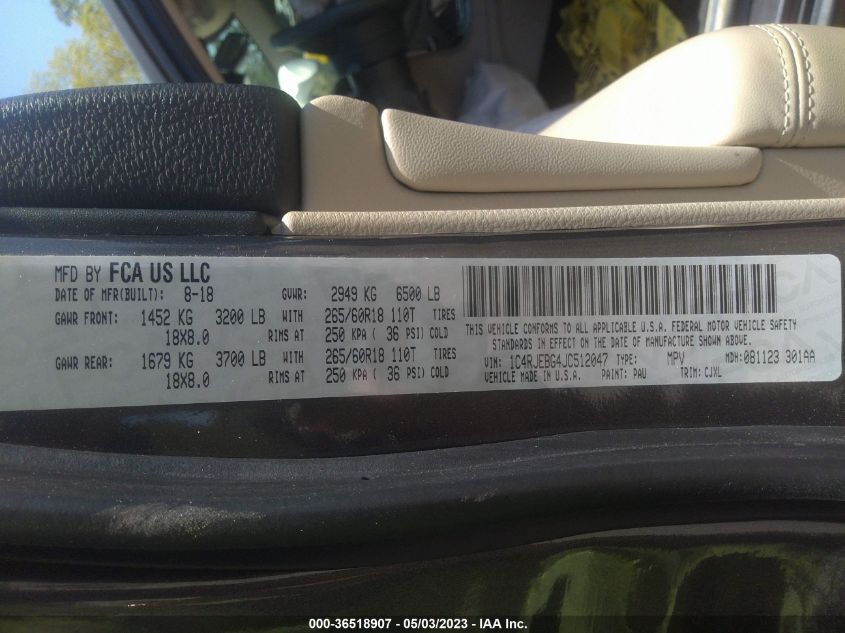 MFD BY FCA US LLC
DATE OF MFR(BUILT): 8-18 GVWR: 2949 KG 6500 LB
GAWR FRONT: 1452 KG 3200 LB WITH 265/60R18 110T TIRES
18X8.0 RIMS AT 250 KPA ( 36 PSI) COLD
GAWR REAR: 1679 KG 3700 LB WITH 265/60R18 110T TIRES
18X8.0 RIMS AT 250 KPA ( 36 PSI) COLD
THIS VEHICLE CONFORMS TO ALL APPLICABLE U.S.A. FEDERAL MOTOR VEHICLE SAFETY
STANDARDS IN EFFECT ON THE DATE OF MANUFACTURE SHOWN ABOVE.
VIN: 1C4RJEBG4JC512047 TYPE: MPV MDH: 081123 301AA
VEHICLE MADE IN U.S.A. PAINT: PAU TRIM: CJXL
000-36518907 - 05/03/2023 - IAA Inc.